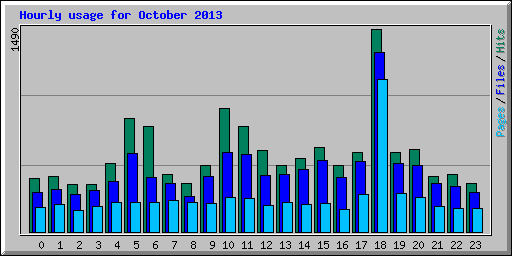 Hourly usage for October 2013
1490
Pages/Files/Hits
0 1 2 3 4 5 6 7 8 9 10 11 12 13 14 15 16 17 18 19 20 21 22 23